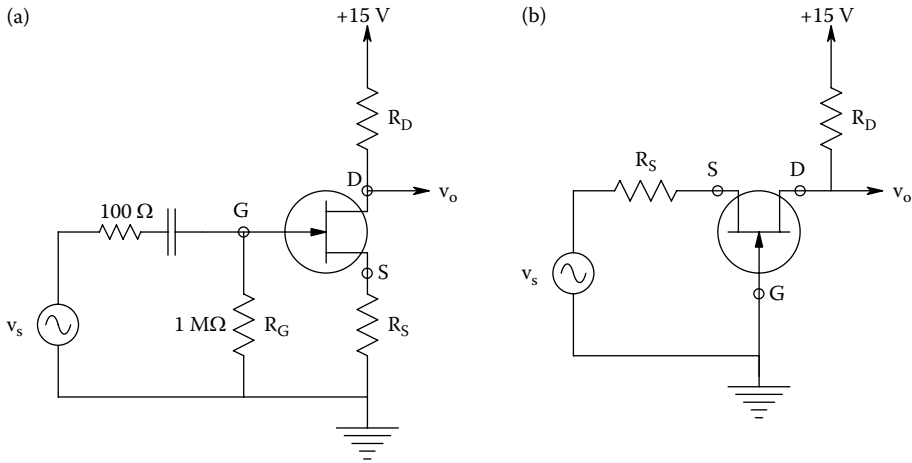 (a)
+15 V
R_D
D
v_o
100 Ω
G
S
v_s
1 MΩ
R_G
R_S
(b)
+15 V
R_D
R_S
S
D
v_o
v_s
G